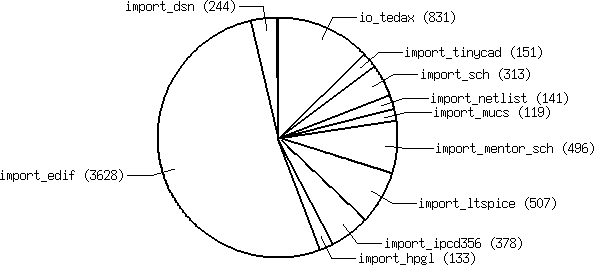 import_dsn (244)
io_tedax (831)
import_tinycad (151)
import_sch (313)
import_netlist (141)
import_mucs (119)
import_mentor_sch (496)
import_edif (3628)
import_ltspice (507)
import_ipcd356 (378)
import_hpgl (133)